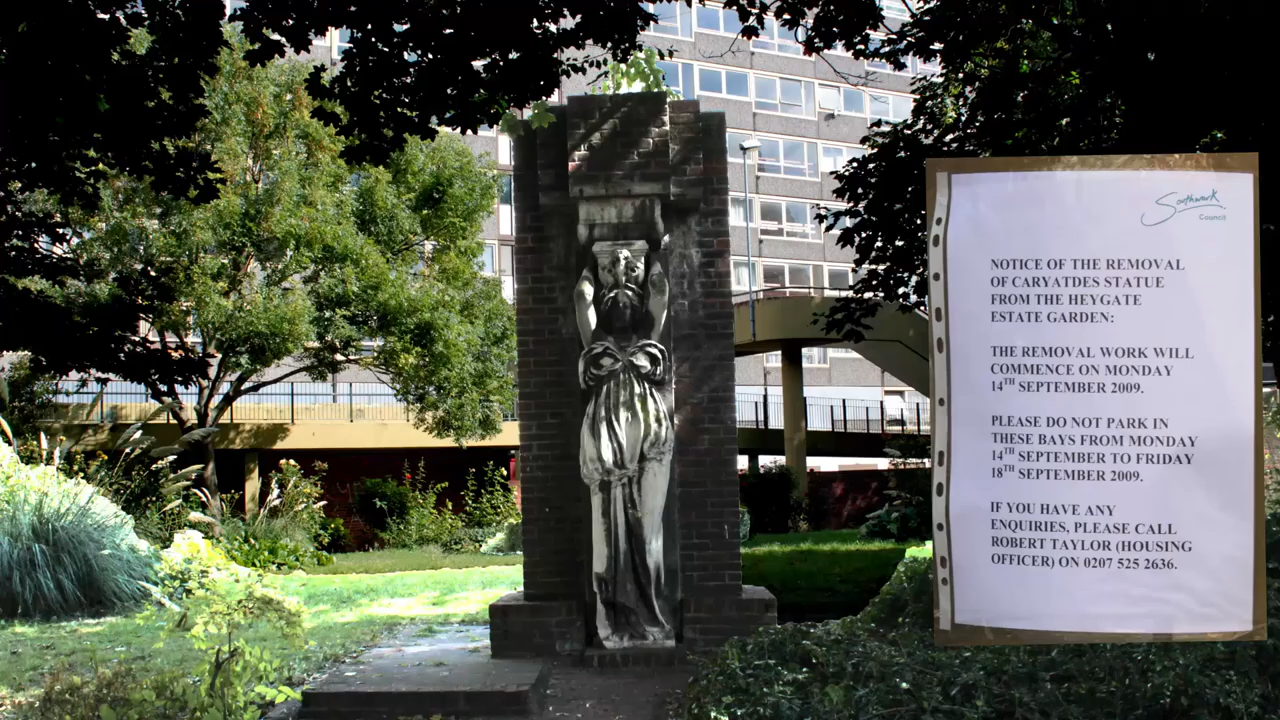 Southwark
Council
NOTICE OF THE REMOVAL
OF CARYATDES STATUE
FROM THE HEYGATE
ESTATE GARDEN:
THE REMOVAL WORK WILL
COMMENCE ON MONDAY
14TH SEPTEMBER 2009.
PLEASE DO NOT PARK IN
THESE BAYS FROM MONDAY
14TH SEPTEMBER TO FRIDAY
18TH SEPTEMBER 2009.
IF YOU HAVE ANY
ENQUIRIES, PLEASE CALL
ROBERT TAYLOR (HOUSING
OFFICER) ON 0207 525 2636.